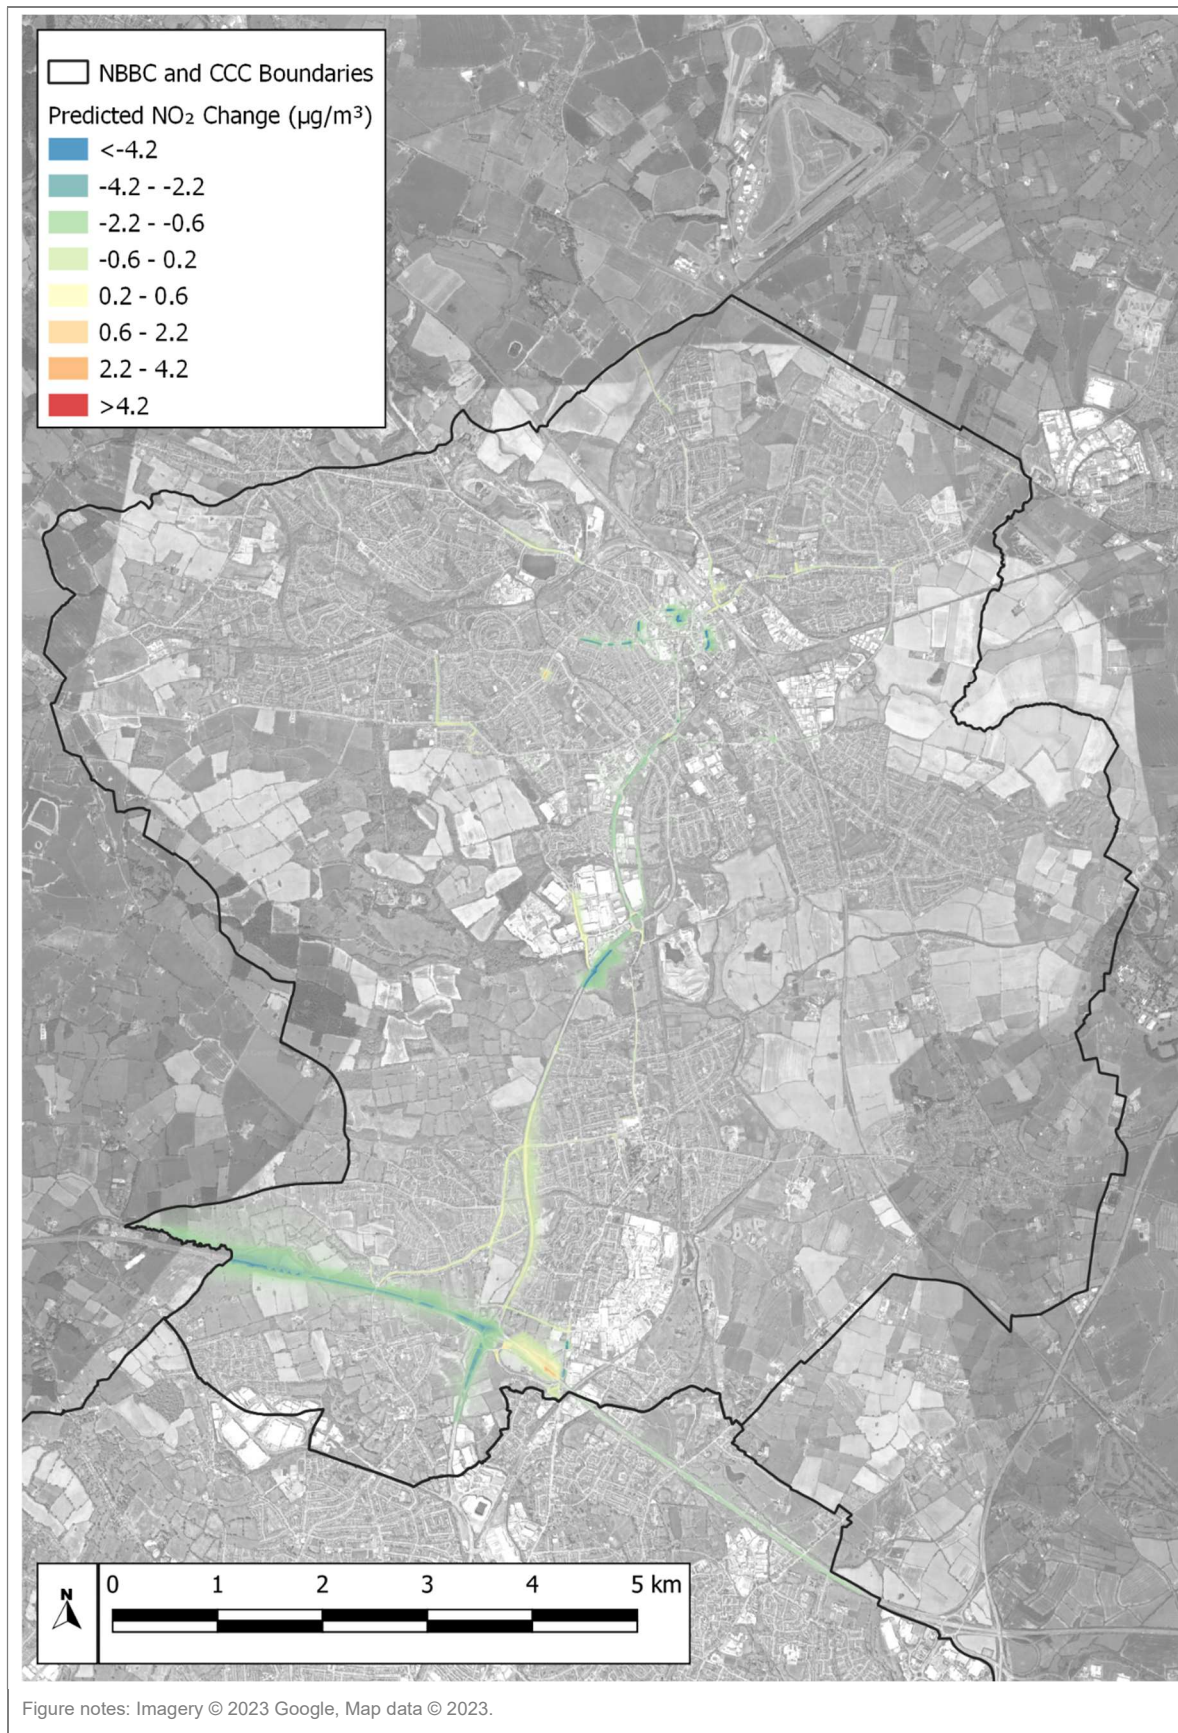 NBBC and CCC Boundaries
Predicted NO₂ Change (µg/m³)
<-4.2
-4.2 - -2.2
-2.2 - -0.6
-0.6 - 0.2
0.2 - 0.6
0.6 - 2.2
2.2 - 4.2
>4.2
N
0 1 2 3 4 5 km
Figure notes: Imagery © 2023 Google, Map data © 2023.